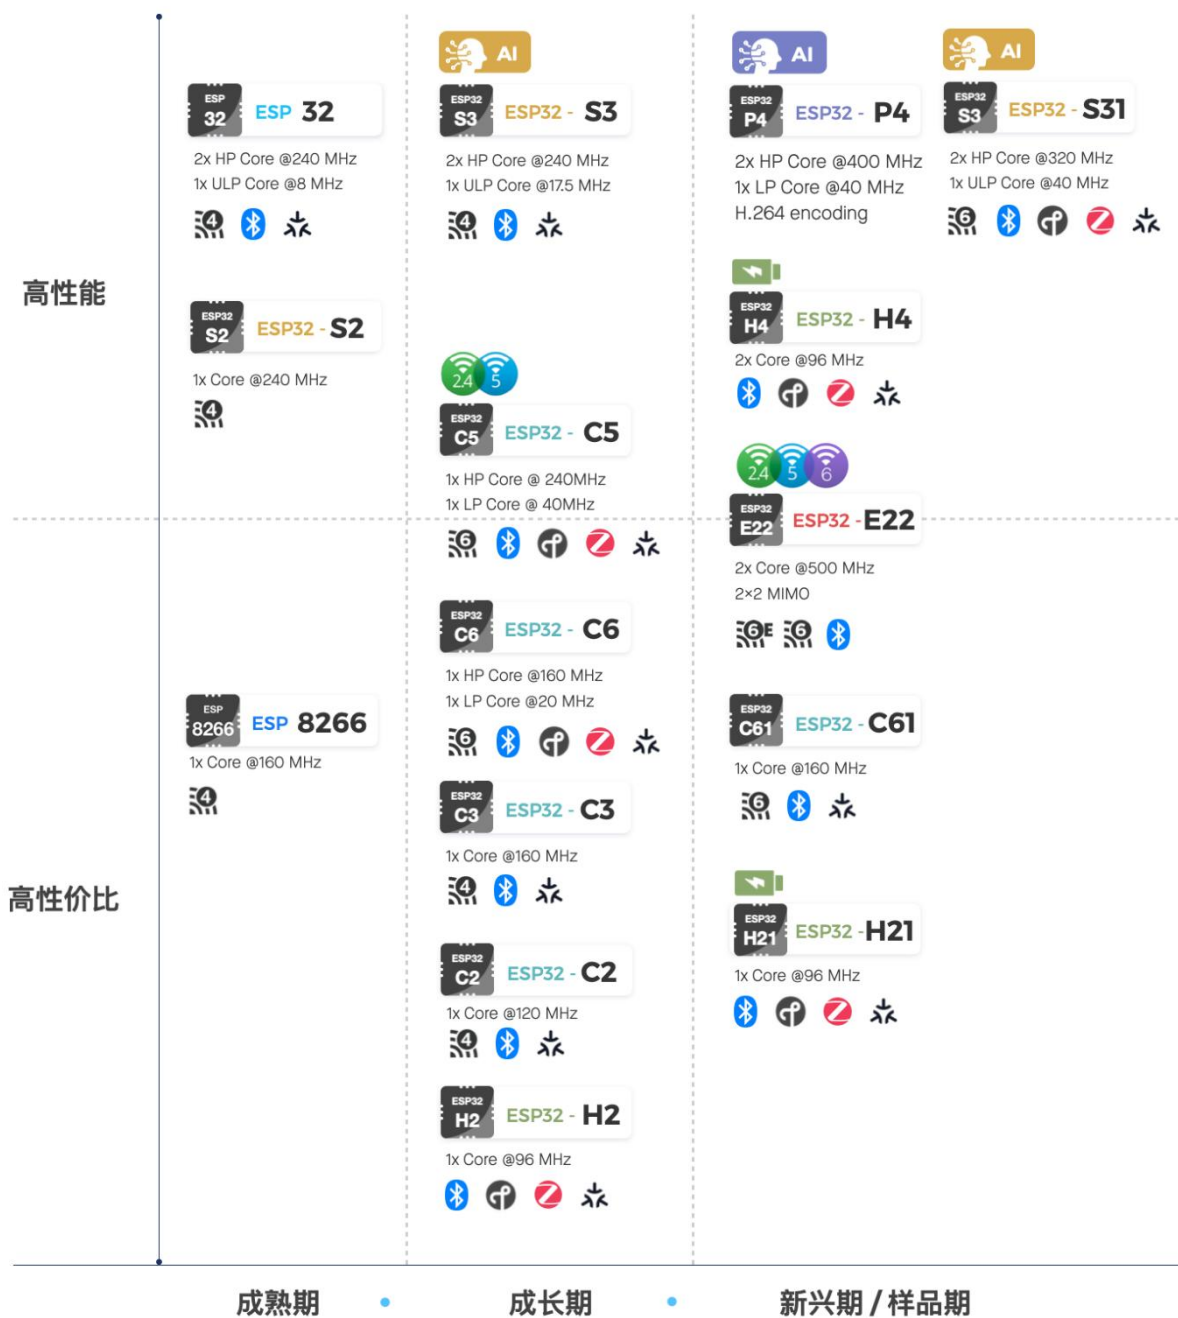 高性能
高性价比
ESP
32
ESP 32
2x HP Core @240 MHz
1x ULP Core @8 MHz
4
ESP32
S2
ESP32 - S2
1x Core @240 MHz
4
ESP
8266
ESP 8266
1x Core @160 MHz
4
AI
ESP32
S3
ESP32 - S3
2x HP Core @240 MHz
1x ULP Core @17.5 MHz
4
2.4 5
ESP32
C5
ESP32 - C5
1x HP Core @ 240MHz
1x LP Core @ 40MHz
6
ESP32
C6
ESP32 - C6
1x HP Core @160 MHz
1x LP Core @20 MHz
6
ESP32
C3
ESP32 - C3
1x Core @160 MHz
4
ESP32
C2
ESP32 - C2
1x Core @120 MHz
4
ESP32
H2
ESP32 - H2
1x Core @96 MHz
AI
ESP32
P4
ESP32 - P4
2x HP Core @400 MHz
1x LP Core @40 MHz
H.264 encoding
AI
ESP32
S3
ESP32 - S31
2x HP Core @320 MHz
1x ULP Core @40 MHz
6
ESP32
H4
ESP32 - H4
2x Core @96 MHz
2.4 5 6
ESP32
E22
ESP32 - E22
2x Core @500 MHz
2×2 MIMO
6E 6
ESP32
C61
ESP32 - C61
1x Core @160 MHz
6
ESP32
H21
ESP32 - H21
1x Core @96 MHz
成熟期 • 成长期 • 新兴期 / 样品期